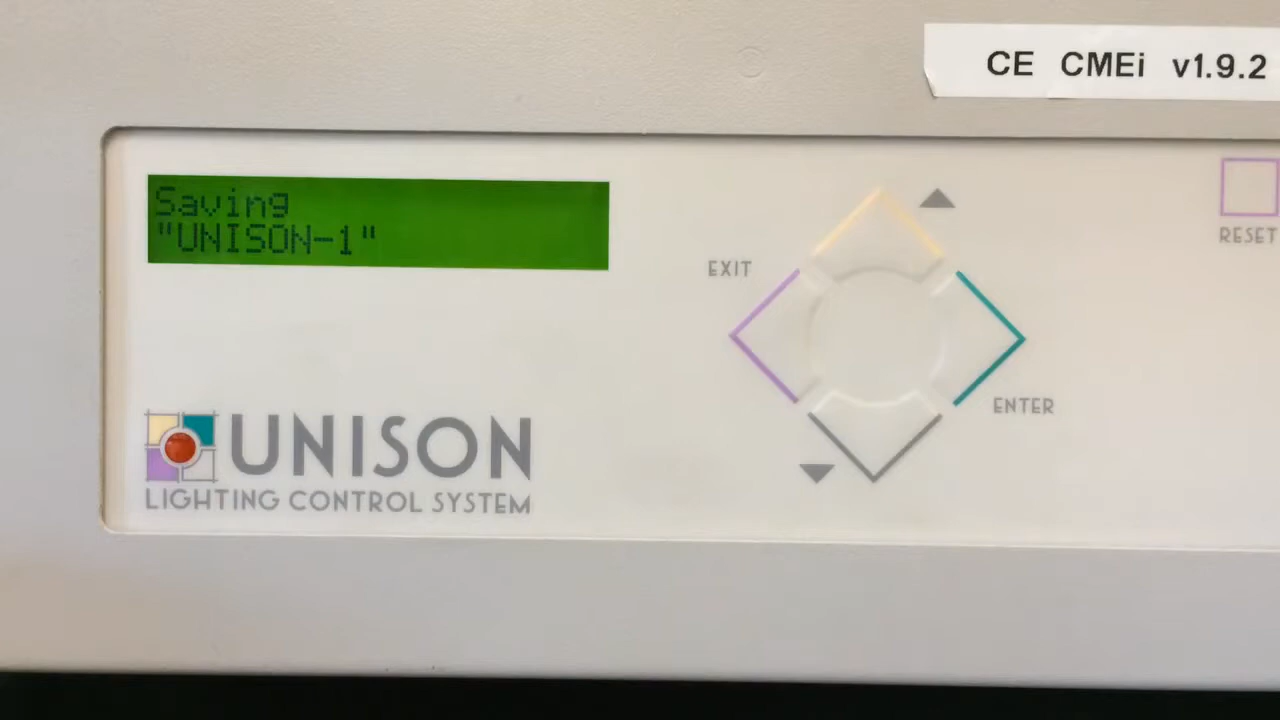 CE CMEi v1.9.2
Saving
"UNISON-1"
EXIT
RESET
ENTER
UNISON
LIGHTING CONTROL SYSTEM